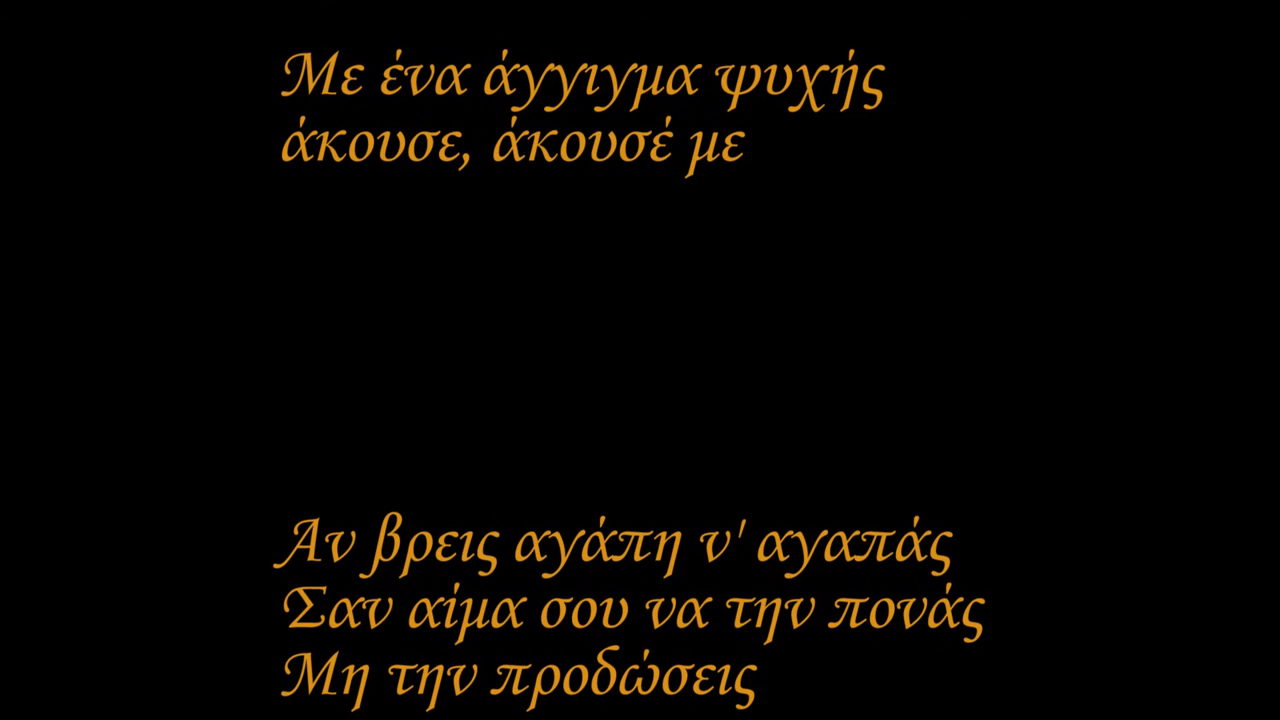 Με ένα άγγιγμα ψυχής
άκουσε, άκουσέ με
Αν βρεις αγάπη ν' αγαπάς
Σαν αίμα σου να την πονάς
Μη την προδώσεις